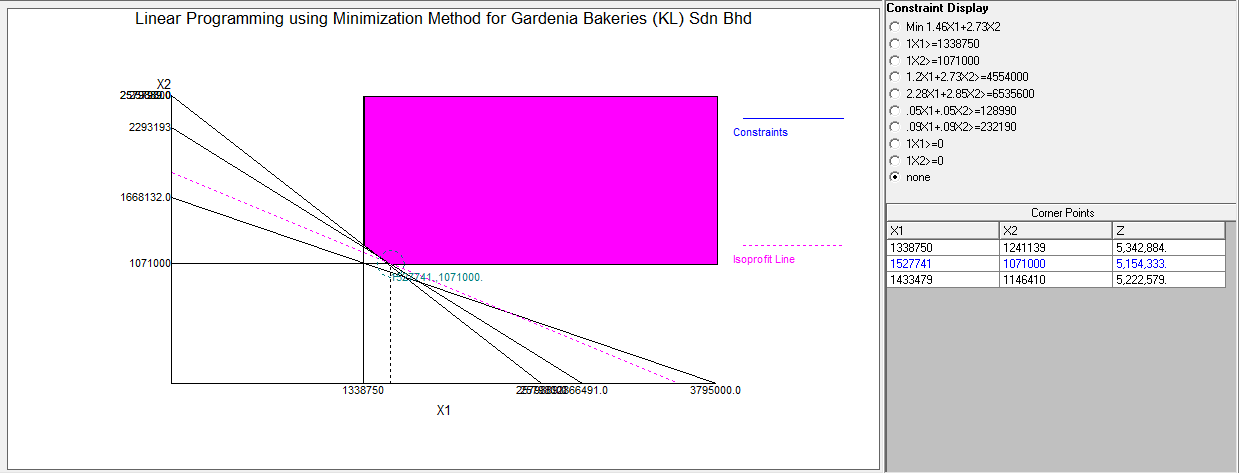 Linear Programming using Minimization Method for Gardenia Bakeries (KL) Sdn Bhd
X2
2293193
1668132.0
1071000
Constraints
Isoprofit Line
1527741, 1071000.
1338750
3795000.0
X1
Constraint Display
Min 1.46X1+2.73X2
1X1>=1338750
1X2>=1071000
1.2X1+2.73X2>=4554000
2.28X1+2.85X2>=6535600
.05X1+.05X2>=128990
.09X1+.09X2>=232190
1X1>=0
1X2>=0
none
Corner Points
X1 X2 Z
1338750 1241139 5,342,884.
1527741 1071000 5,154,333.
1433479 1146410 5,222,579.